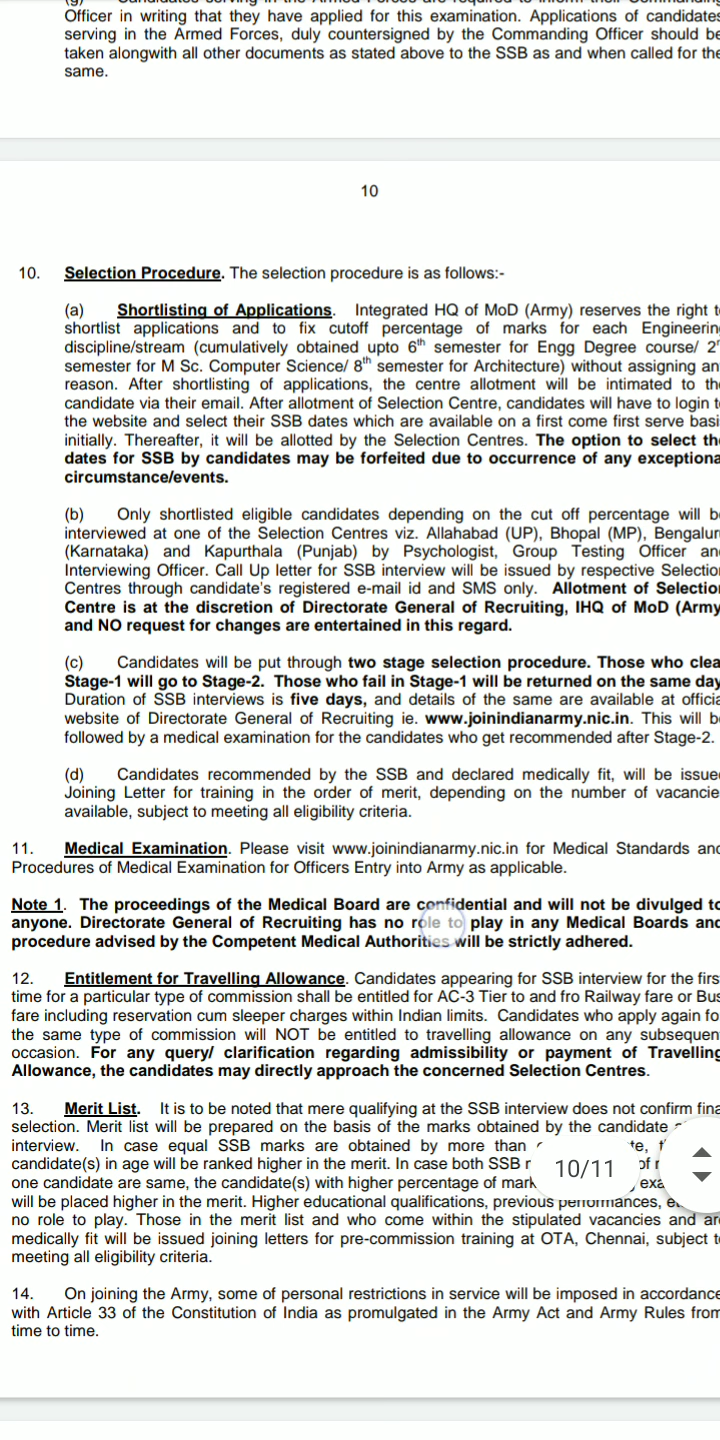 Officer in writing that they have applied for this examination. Applications of candidates
serving in the Armed Forces, duly countersigned by the Commanding Officer should be
taken alongwith all other documents as stated above to the SSB as and when called for the
same.
10
10. Selection Procedure. The selection procedure is as follows:-
(a) Shortlisting of Applications. Integrated HQ of MoD (Army) reserves the right
shortlist applications and to fix cutoff percentage of marks for each
discipline/stream (cumulatively obtained upto 6th semester for Engg Degree course/
semester for M Sc. Computer Science/ 8th semester for Architecture) without assigning
reason. After shortlisting of applications, the centre allotment will be intimated to
candidate via their email. After allotment of Selection Centre, candidates will have to login
the website and select their SSB dates which are available on a first come first serve
initially. Thereafter, it will be allotted by the Selection Centres. The option to select
dates for SSB by candidates may be forfeited due to occurrence of any
circumstance/events.
(b) Only shortlisted eligible candidates depending on the cut off percentage will
interviewed at one of the Selection Centres viz. Allahabad (UP), Bhopal (MP),
(Karnataka) and Kapurthala (Punjab) by Psychologist, Group Testing Officer
Interviewing Officer. Call Up letter for SSB interview will be issued by respective
Centres through candidate's registered e-mail id and SMS only. Allotment of
Centre is at the discretion of Directorate General of Recruiting, IHQ of MoD (Army
and NO request for changes are entertained in this regard.
(c) Candidates will be put through two stage selection procedure. Those who
Stage-1 will go to Stage-2. Those who fail in Stage-1 will be returned on the same day
Duration of SSB interviews is five days, and details of the same are available at
website of Directorate General of Recruiting ie. www.joinindianarmy.nic.in. This will
followed by a medical examination for the candidates who get recommended after Stage-2.
(d) Candidates recommended by the SSB and declared medically fit, will be
Joining Letter for training in the order of merit, depending on the number of
available, subject to meeting all eligibility criteria.
11. Medical Examination. Please visit www.joinindianarmy.nic.in for Medical Standards and
Procedures of Medical Examination for Officers Entry into Army as applicable.
Note 1. The proceedings of the Medical Board are confidential and will not be divulged to
anyone. Directorate General of Recruiting has no role to play in any Medical Boards and
procedure advised by the Competent Medical Authorities will be strictly adhered.
12. Entitlement for Travelling Allowance. Candidates appearing for SSB interview for the
time for a particular type of commission shall be entitled for AC-3 Tier to and fro Railway fare or Bus
fare including reservation cum sleeper charges within Indian limits. Candidates who apply again
the same type of commission will NOT be entitled to travelling allowance on any
occasion. For any query/ clarification regarding admissibility or payment of Travelling
Allowance, the candidates may directly approach the concerned Selection Centres.
13. Merit List. It is to be noted that mere qualifying at the SSB interview does not confirm
selection. Merit list will be prepared on the basis of the marks obtained by the candidate
interview. In case equal SSB marks are obtained by more than
candidate(s) in age will be ranked higher in the merit. In case both SSB
one candidate are same, the candidate(s) with higher percentage of
will be placed higher in the merit. Higher educational qualifications, previous performances,
no role to play. Those in the merit list and who come within the stipulated vacancies and
medically fit will be issued joining letters for pre-commission training at OTA, Chennai, subject
meeting all eligibility criteria.
10/11
14. On joining the Army, some of personal restrictions in service will be imposed in accordance
with Article 33 of the Constitution of India as promulgated in the Army Act and Army Rules from
time to time.